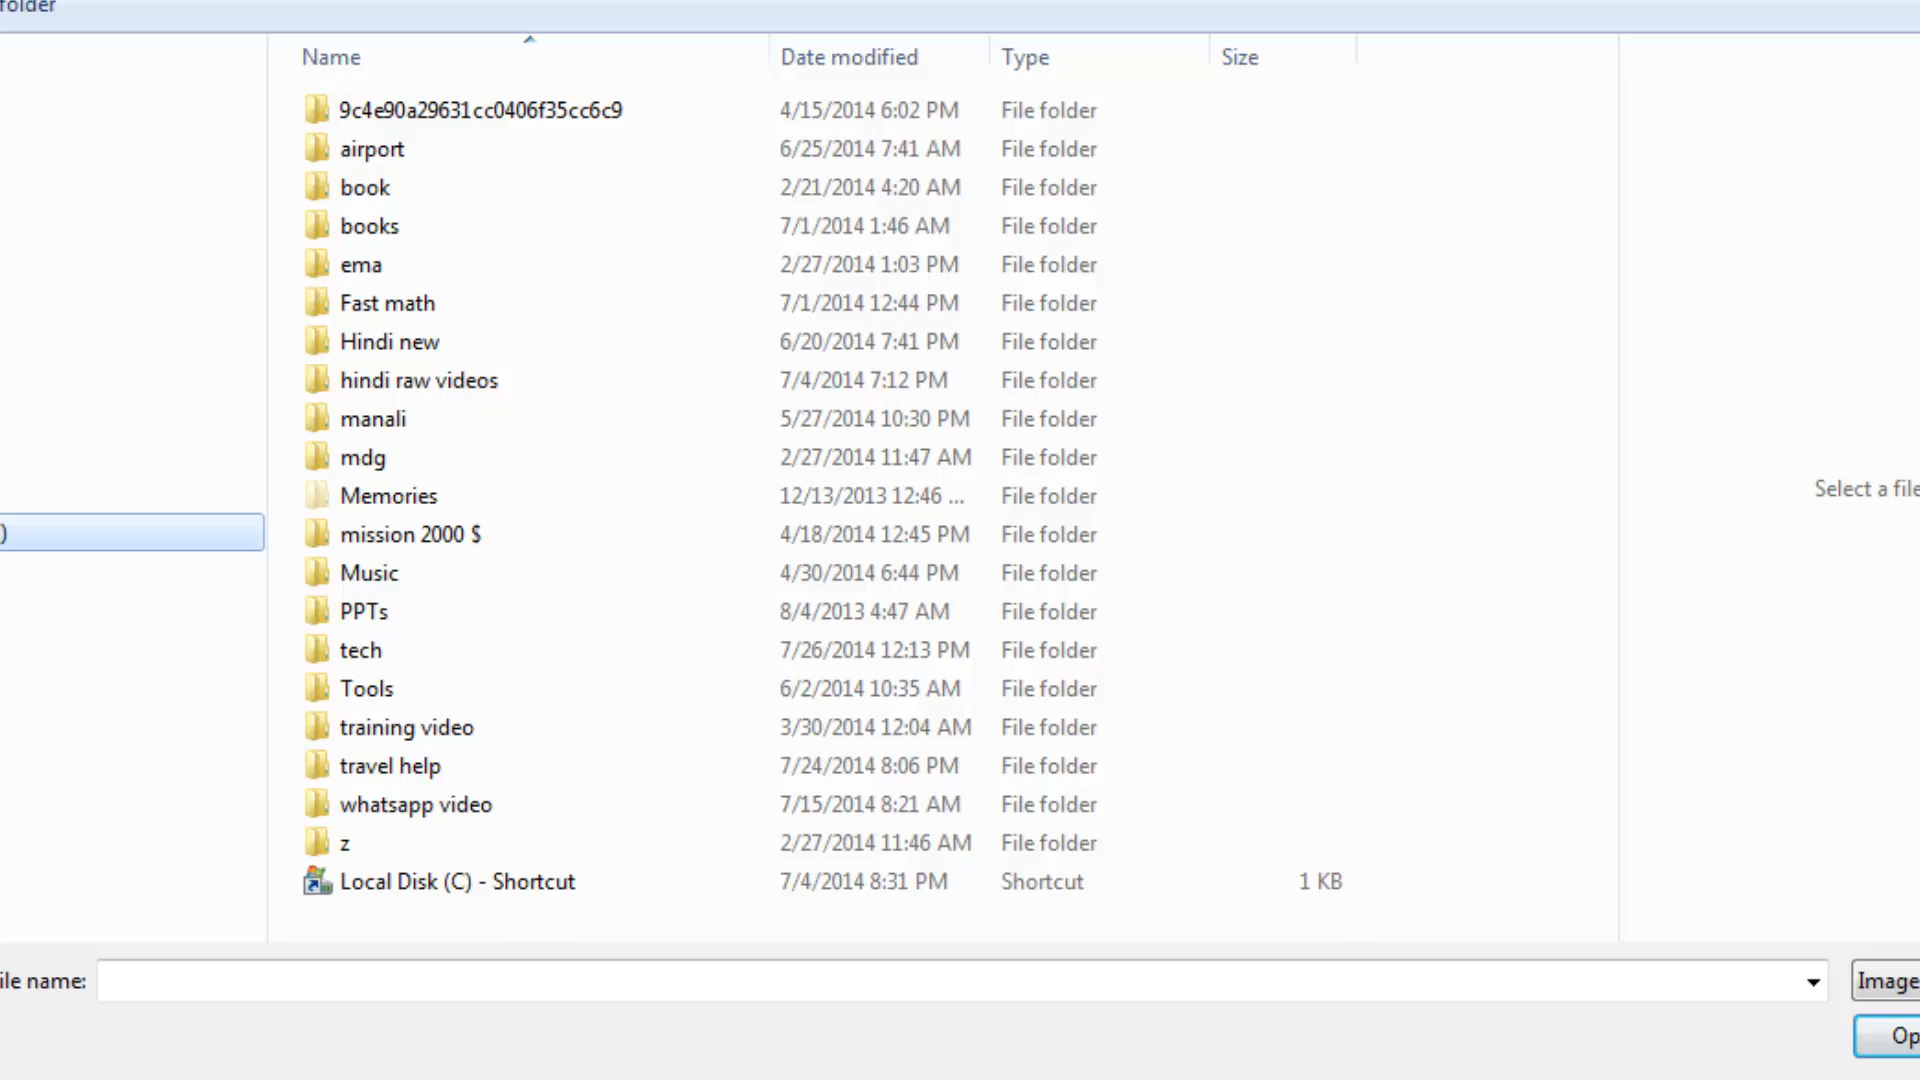 folder
Name Date modified Type Size
9c4e90a29631cc0406f35cc6c9 4/15/2014 6:02 PM File folder
airport 6/25/2014 7:41 AM File folder
book 2/21/2014 4:20 AM File folder
books 7/1/2014 1:46 AM File folder
ema 2/27/2014 1:03 PM File folder
Fast math 7/1/2014 12:44 PM File folder
Hindi new 6/20/2014 7:41 PM File folder
hindi raw videos 7/4/2014 7:12 PM File folder
manali 5/27/2014 10:30 PM File folder
mdg 2/27/2014 11:47 AM File folder
Memories 12/13/2013 12:46 ... File folder
Select a file
) mission 2000 $ 4/18/2014 12:45 PM File folder
Music 4/30/2014 6:44 PM File folder
PPTs 8/4/2013 4:47 AM File folder
tech 7/26/2014 12:13 PM File folder
Tools 6/2/2014 10:35 AM File folder
training video 3/30/2014 12:04 AM File folder
travel help 7/24/2014 8:06 PM File folder
whatsapp video 7/15/2014 8:21 AM File folder
z 2/27/2014 11:46 AM File folder
Local Disk (C) - Shortcut 7/4/2014 8:31 PM Shortcut 1 KB
ile name: Image
Op